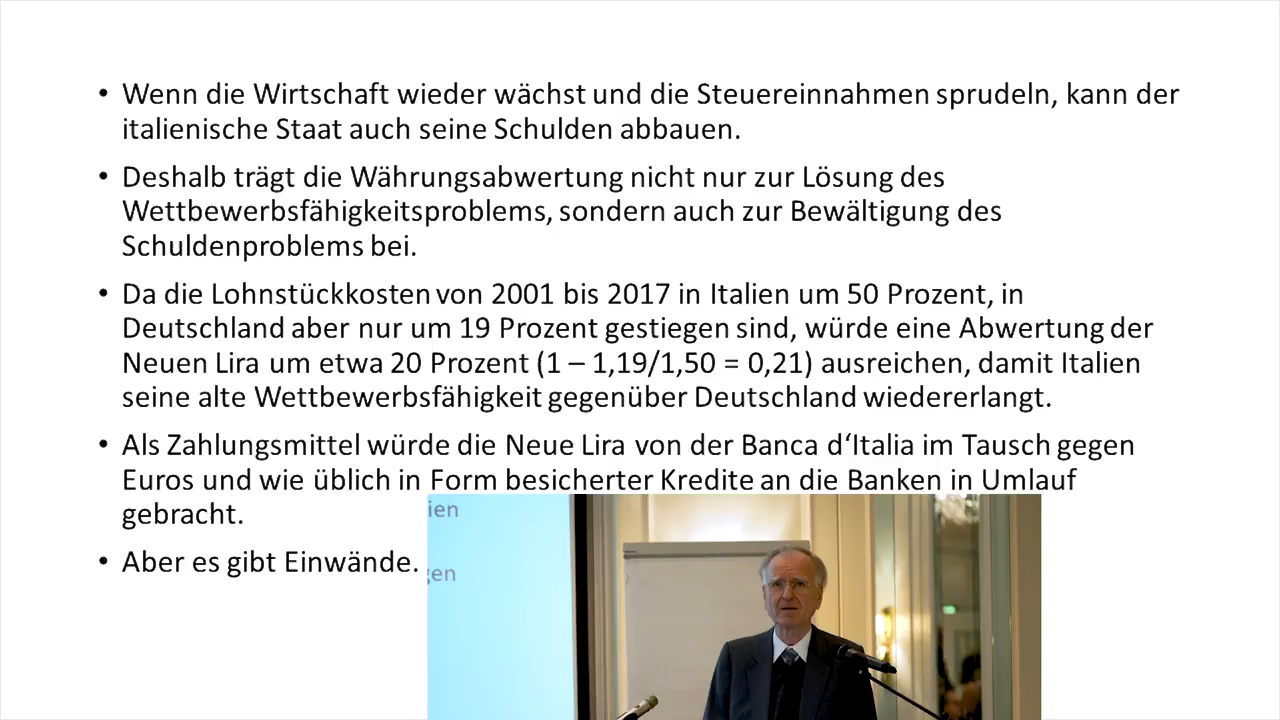 • Wenn die Wirtschaft wieder wächst und die Steuereinnahmen sprudeln, kann der
italienische Staat auch seine Schulden abbauen.
• Deshalb trägt die Währungsabwertung nicht nur zur Lösung des
Wettbewerbsfähigkeitsproblems, sondern auch zur Bewältigung des
Schuldenproblems bei.
• Da die Lohnstückkosten von 2001 bis 2017 in Italien um 50 Prozent, in
Deutschland aber nur um 19 Prozent gestiegen sind, würde eine Abwertung der
Neuen Lira um etwa 20 Prozent (1 – 1,19/1,50 = 0,21) ausreichen, damit Italien
seine alte Wettbewerbsfähigkeit gegenüber Deutschland wiedererlangt.
• Als Zahlungsmittel würde die Neue Lira von der Banca d‘Italia im Tausch gegen
Euros und wie üblich in Form besicherter Kredite an die Banken in Umlauf
gebracht.
• Aber es gibt Einwände.
ien
gen